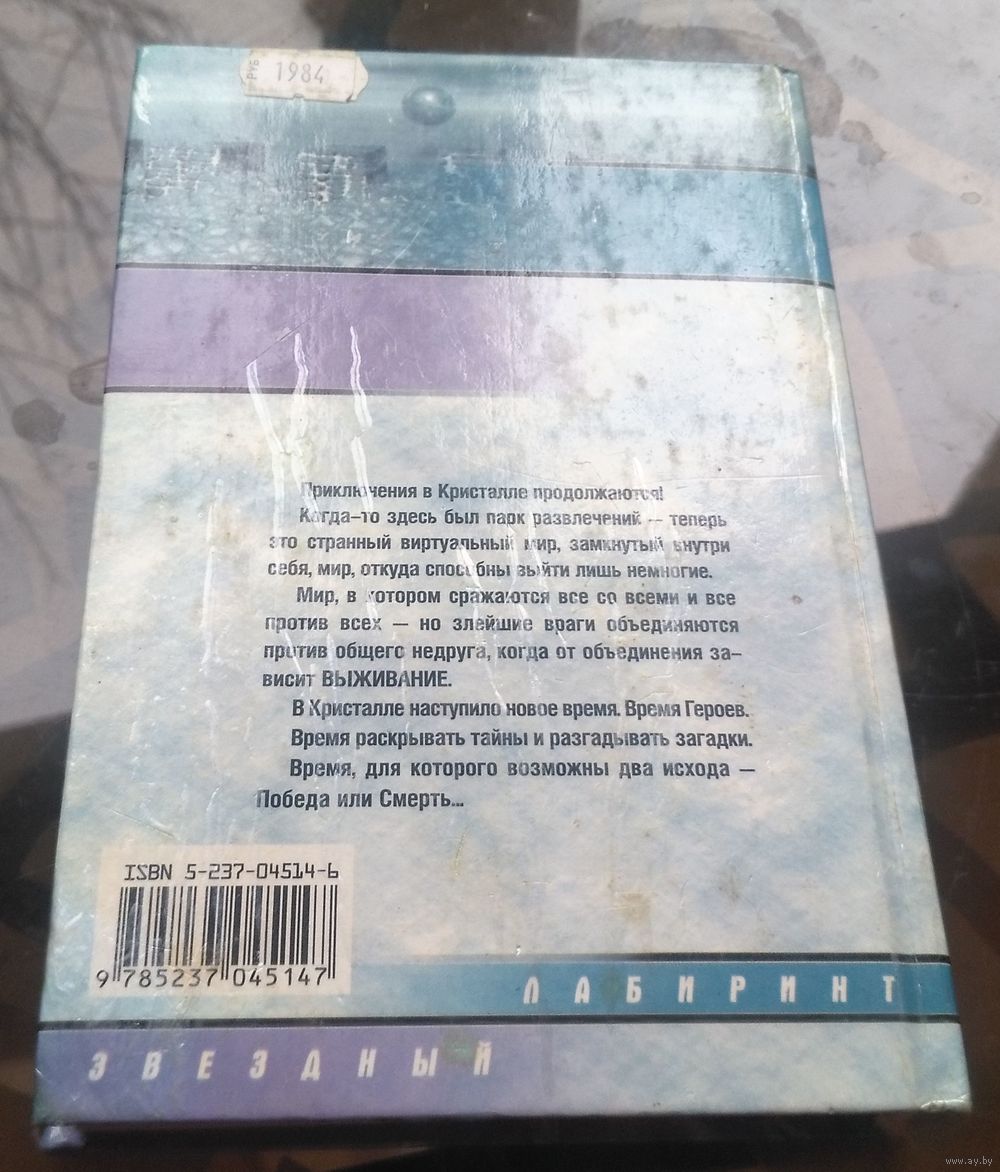 РУБ 1984
Приключения в Кристалле продолжаются!
Когда-то здесь был парк развлечений — теперь
это странный виртуальный мир, замкнутый внутри
себя, мир, откуда способны выйти лишь немногие.
Мир, в котором сражаются все со всеми и все
против всех — но злейшие враги объединяются
против общего недруга, когда от объединения за-
висит ВЫЖИВАНИЕ.
В Кристалле наступило новое время. Время Героев.
Время раскрывать тайны и разгадывать загадки.
Время, для которого возможны два исхода —
Победа или Смерть...
ISBN 5-237-04514-6
9 785237 045147
ЛАБИРИНТ
ЗВЕЗДНЫЙ
www.ay.by